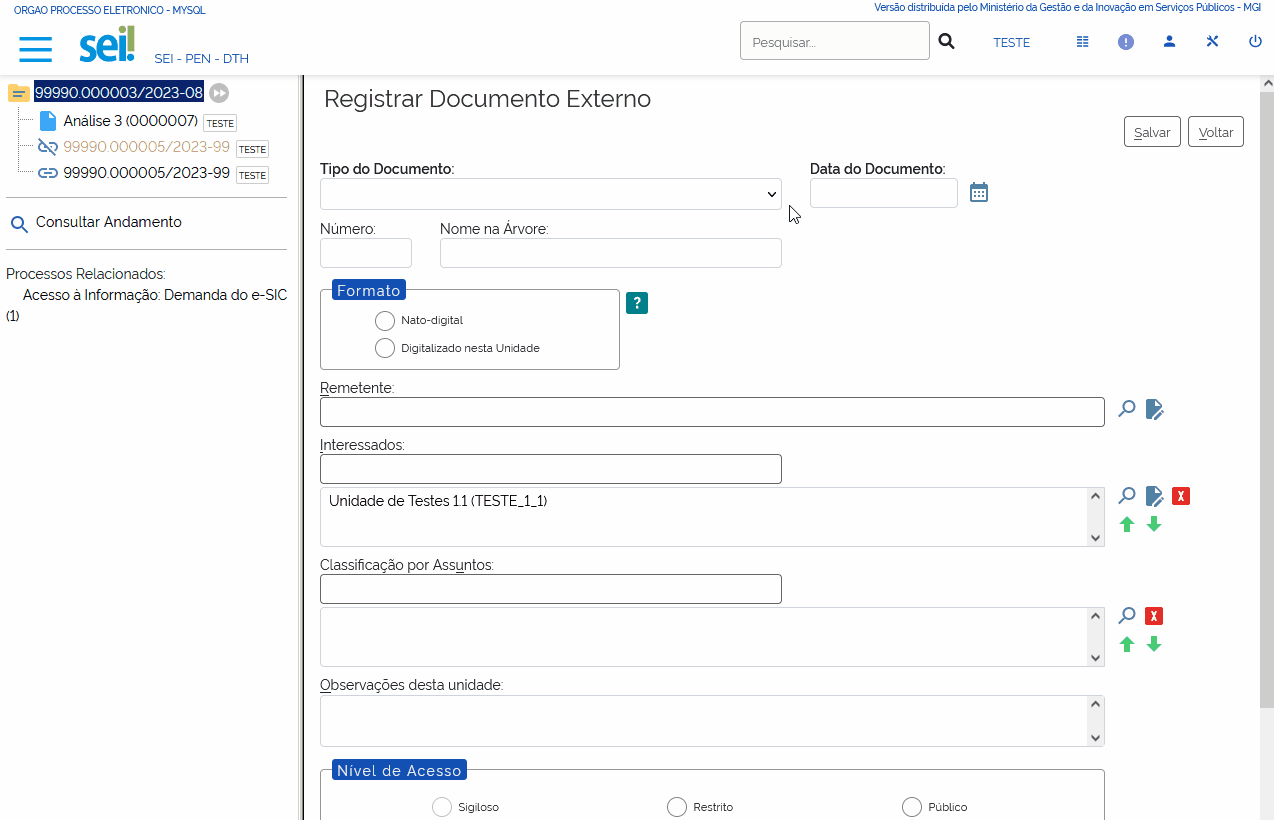 ORGAO PROCESSO ELETRONICO - MYSQL
Versão distribuída pelo Ministério da Gestão e da Inovação em Serviços Públicos - MGI
sei!
SEI - PEN - DTH
Pesquisar...
TESTE
99990.000003/2023-08
Análise 3 (0000007) TESTE
99990.000005/2023-99 TESTE
99990.000005/2023-99 TESTE
Consultar Andamento
Processos Relacionados:
Acesso à Informação: Demanda do e-SIC
(1)
Registrar Documento Externo
Salvar Voltar
Tipo do Documento: Data do Documento:
Número: Nome na Árvore:
Formato
?
Nato-digital
Digitalizado nesta Unidade
Remetente:
Interessados:
Unidade de Testes 1.1 (TESTE_1_1)
X
Classificação por Assuntos:
X
Observações desta unidade:
Nível de Acesso
Sigiloso Restrito Público